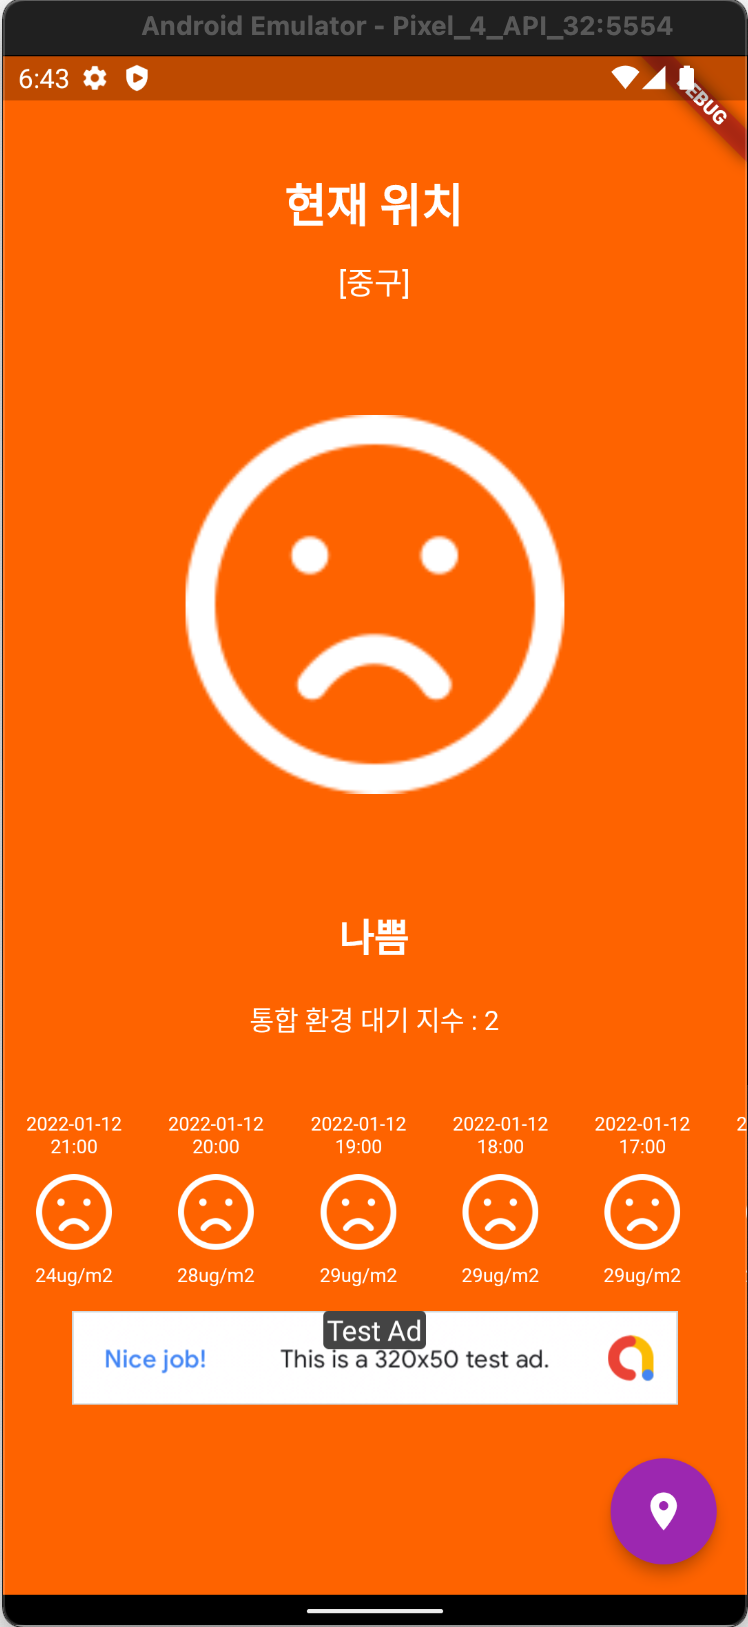 Android Emulator - Pixel_4_API_32:5554
6:43
현재 위치
[중구]
나쁨
통합 환경 대기 지수 : 2
2022-01-12 2022-01-12 2022-01-12 2022-01-12 2022-01-12 2
21:00 20:00 19:00 18:00 17:00
24ug/m2 28ug/m2 29ug/m2 29ug/m2 29ug/m2
Test Ad
Nice job! This is a 320x50 test ad.